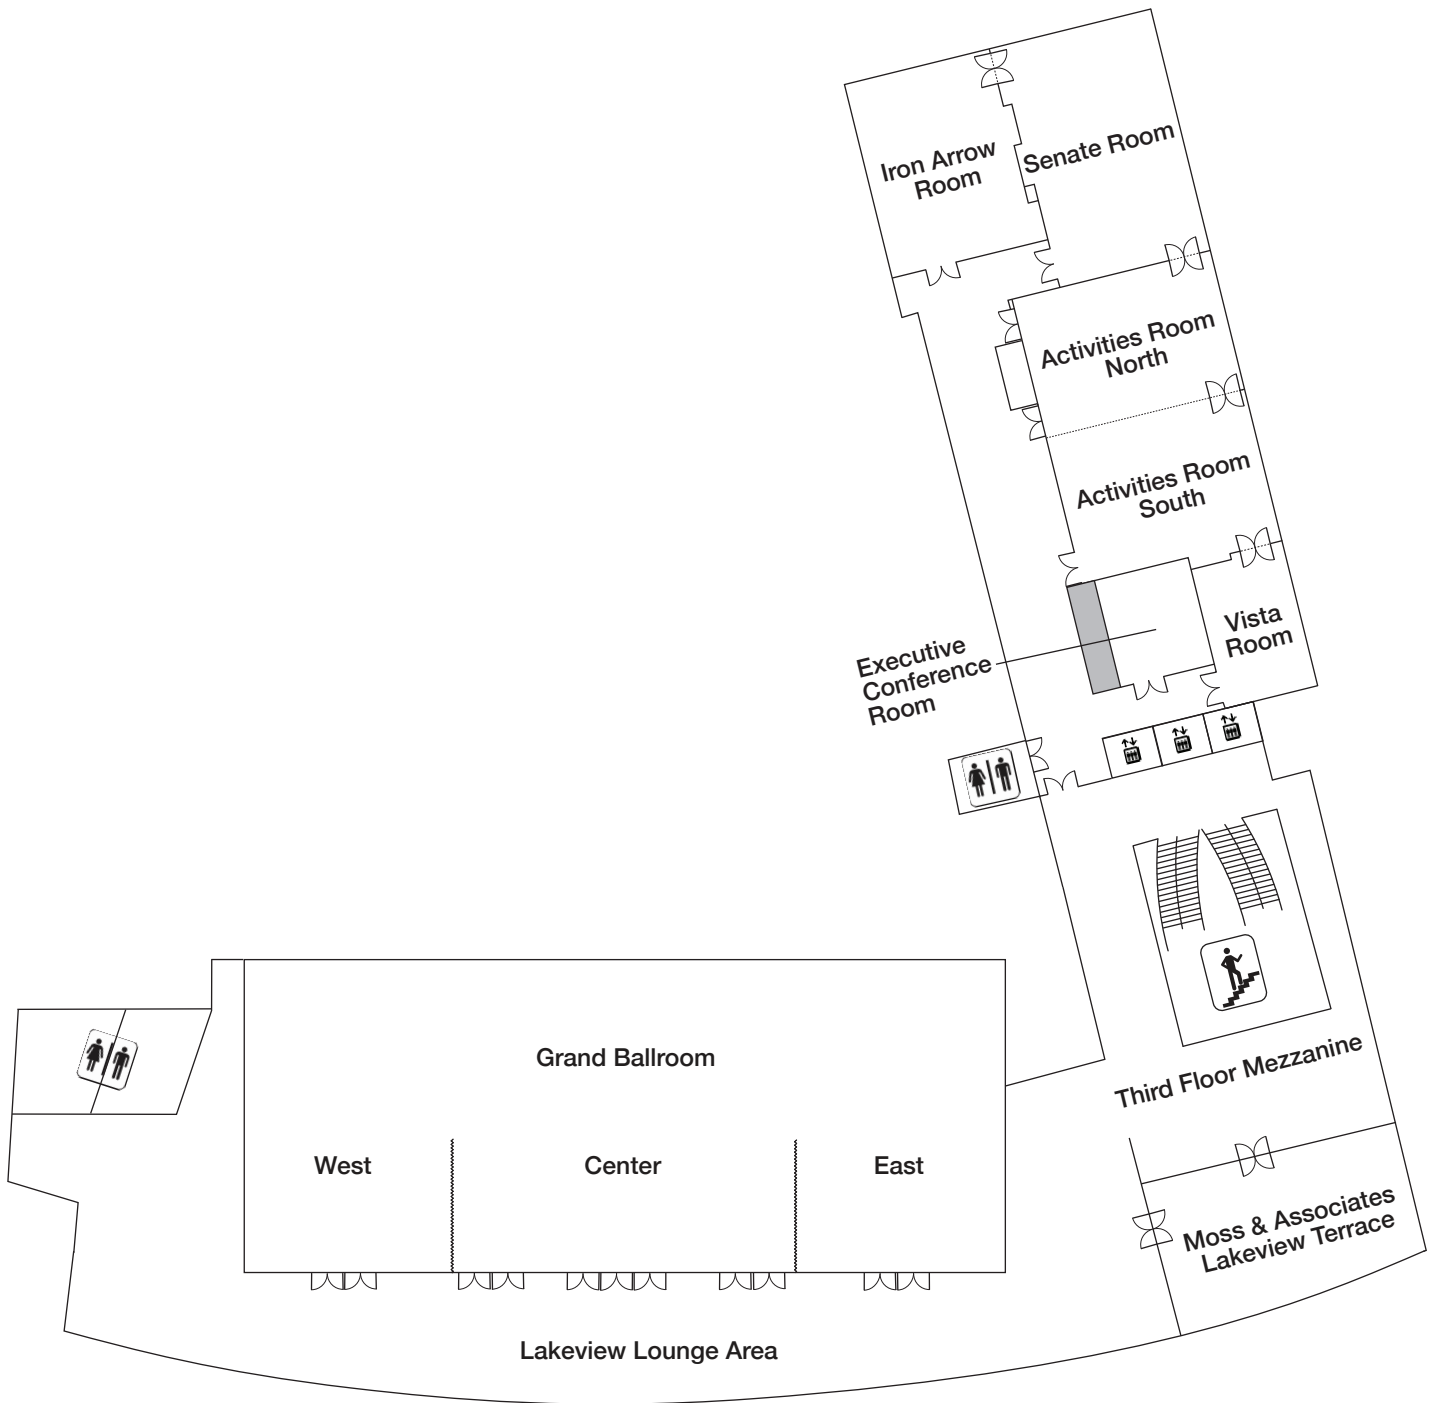 Iron Arrow
Room
Senate Room
Activities Room
North
Activities Room
South
Executive
Conference
Room
Vista
Room
Grand Ballroom
West
Center
East
Third Floor Mezzanine
Moss & Associates
Lakeview Terrace
Lakeview Lounge Area